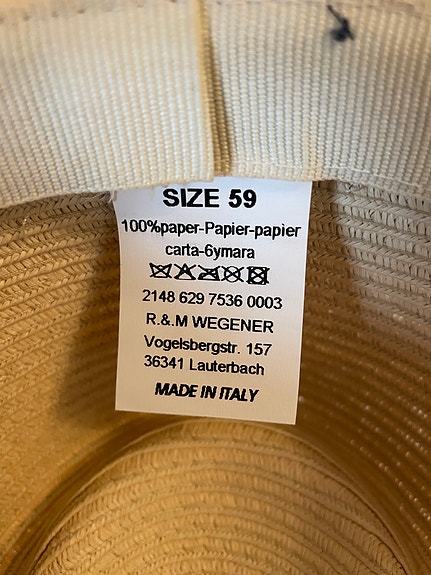 SIZE 59
100%paper-Papier-papier
carta-6ymara
2148 629 7536 0003
R.&.M WEGENER
Vogelsbergstr. 157
36341 Lauterbach
MADE IN ITALY